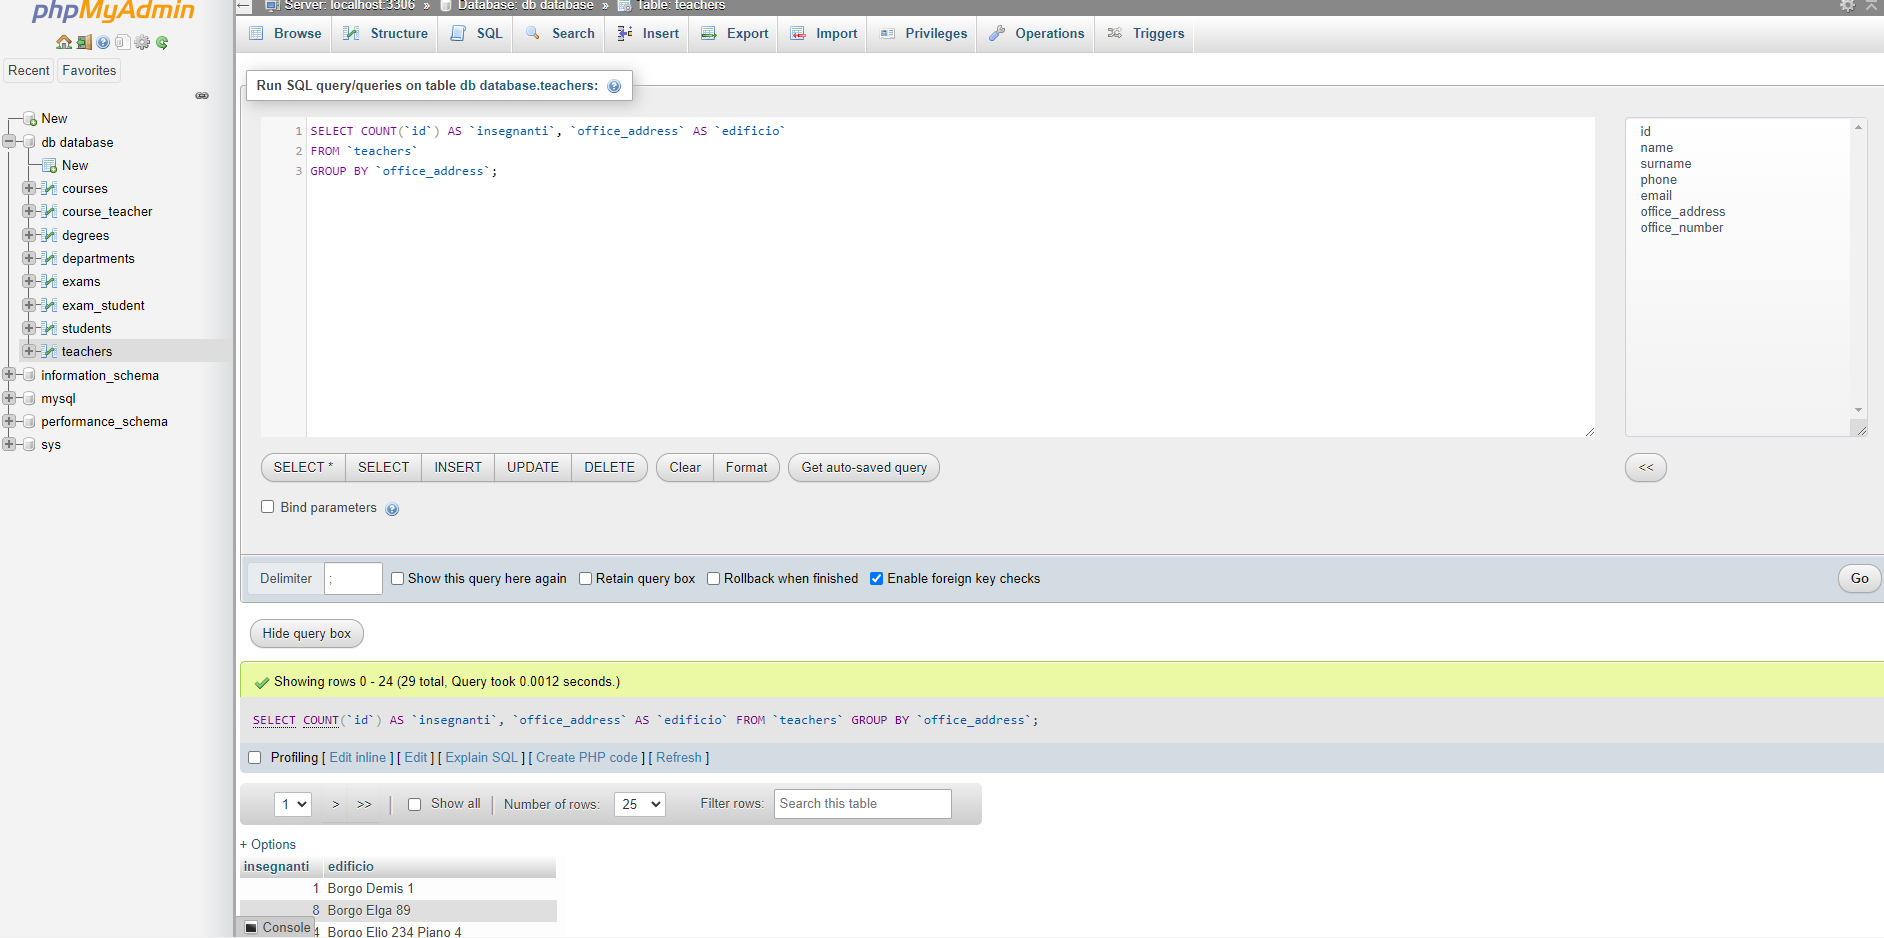 phpMyAdmin
Recent Favorites
New
db database
New
courses
course_teacher
degrees
departments
exams
exam_student
students
teachers
information_schema
mysql
performance_schema
sys
Server: localhost:3306 » Database: db database » Table: teachers
Browse Structure SQL Search Insert Export Import Privileges Operations Triggers
Run SQL query/queries on table db database.teachers:
1 SELECT COUNT(`id`) AS `insegnanti`, `office_address` AS `edificio`
2 FROM `teachers`
3 GROUP BY `office_address`;
id
name
surname
phone
email
office_address
office_number
SELECT * SELECT INSERT UPDATE DELETE Clear Format Get auto-saved query <<
Bind parameters
Delimiter ; Show this query here again Retain query box Rollback when finished Enable foreign key checks Go
Hide query box
Showing rows 0 - 24 (29 total, Query took 0.0012 seconds.)
SELECT COUNT(`id`) AS `insegnanti`, `office_address` AS `edificio` FROM `teachers` GROUP BY `office_address`;
Profiling [ Edit inline ] [ Edit ] [ Explain SQL ] [ Create PHP code ] [ Refresh ]
1 > >> | Show all | Number of rows: 25 Filter rows: Search this table
+ Options
insegnanti edificio
1 Borgo Demis 1
8 Borgo Elga 89
4 Borgo Elio 234 Piano 4
Console